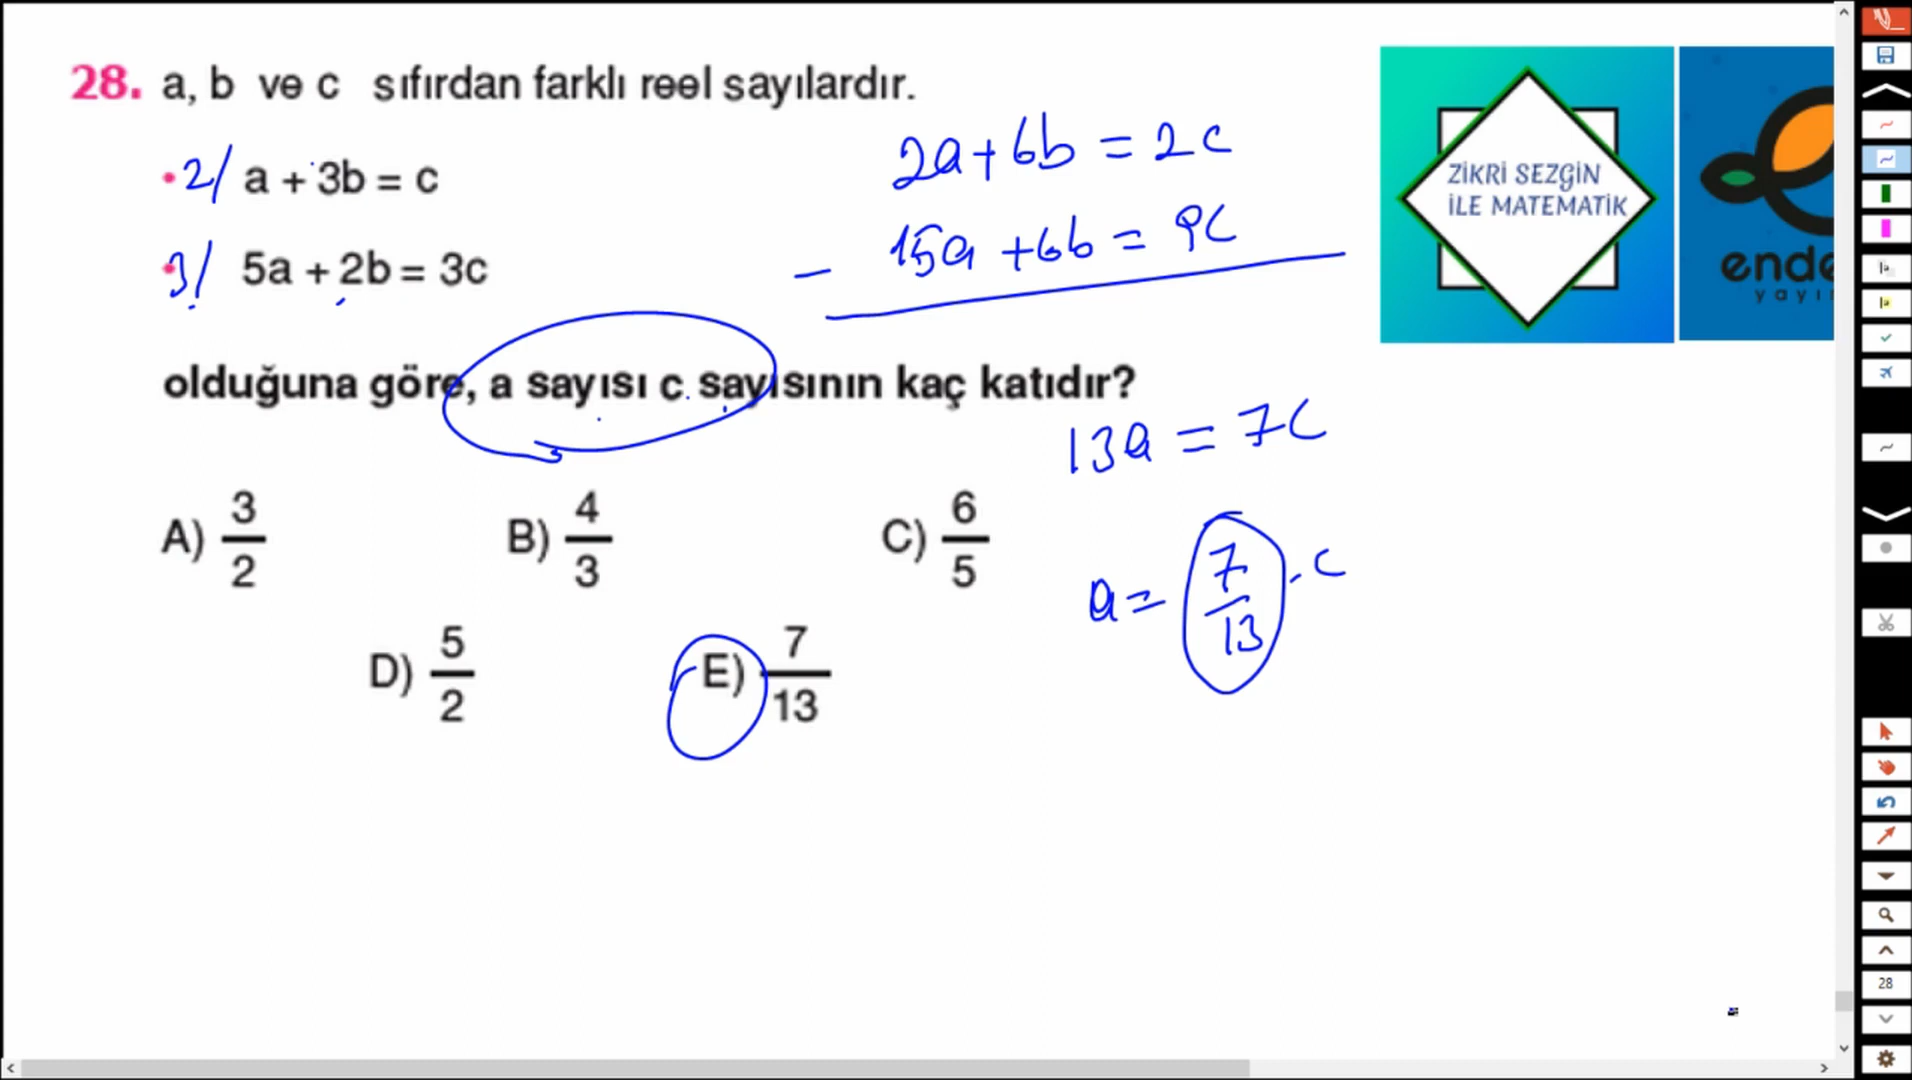 28. a, b ve c sıfırdan farklı reel sayılardır.
2/ a + 3b = c
3/ 5a + 2b = 3c
olduğuna göre, a sayısı c sayısının kaç katıdır?
A) 3/2 B) 4/3 C) 6/5
D) 5/2 E) 7/13
2a+6b = 2c
- 15a+6b = 9c
13a = 7c
a = 7/13 . c
ZİKRİ SEZGİN
İLE MATEMATİK
ende
yayı
28